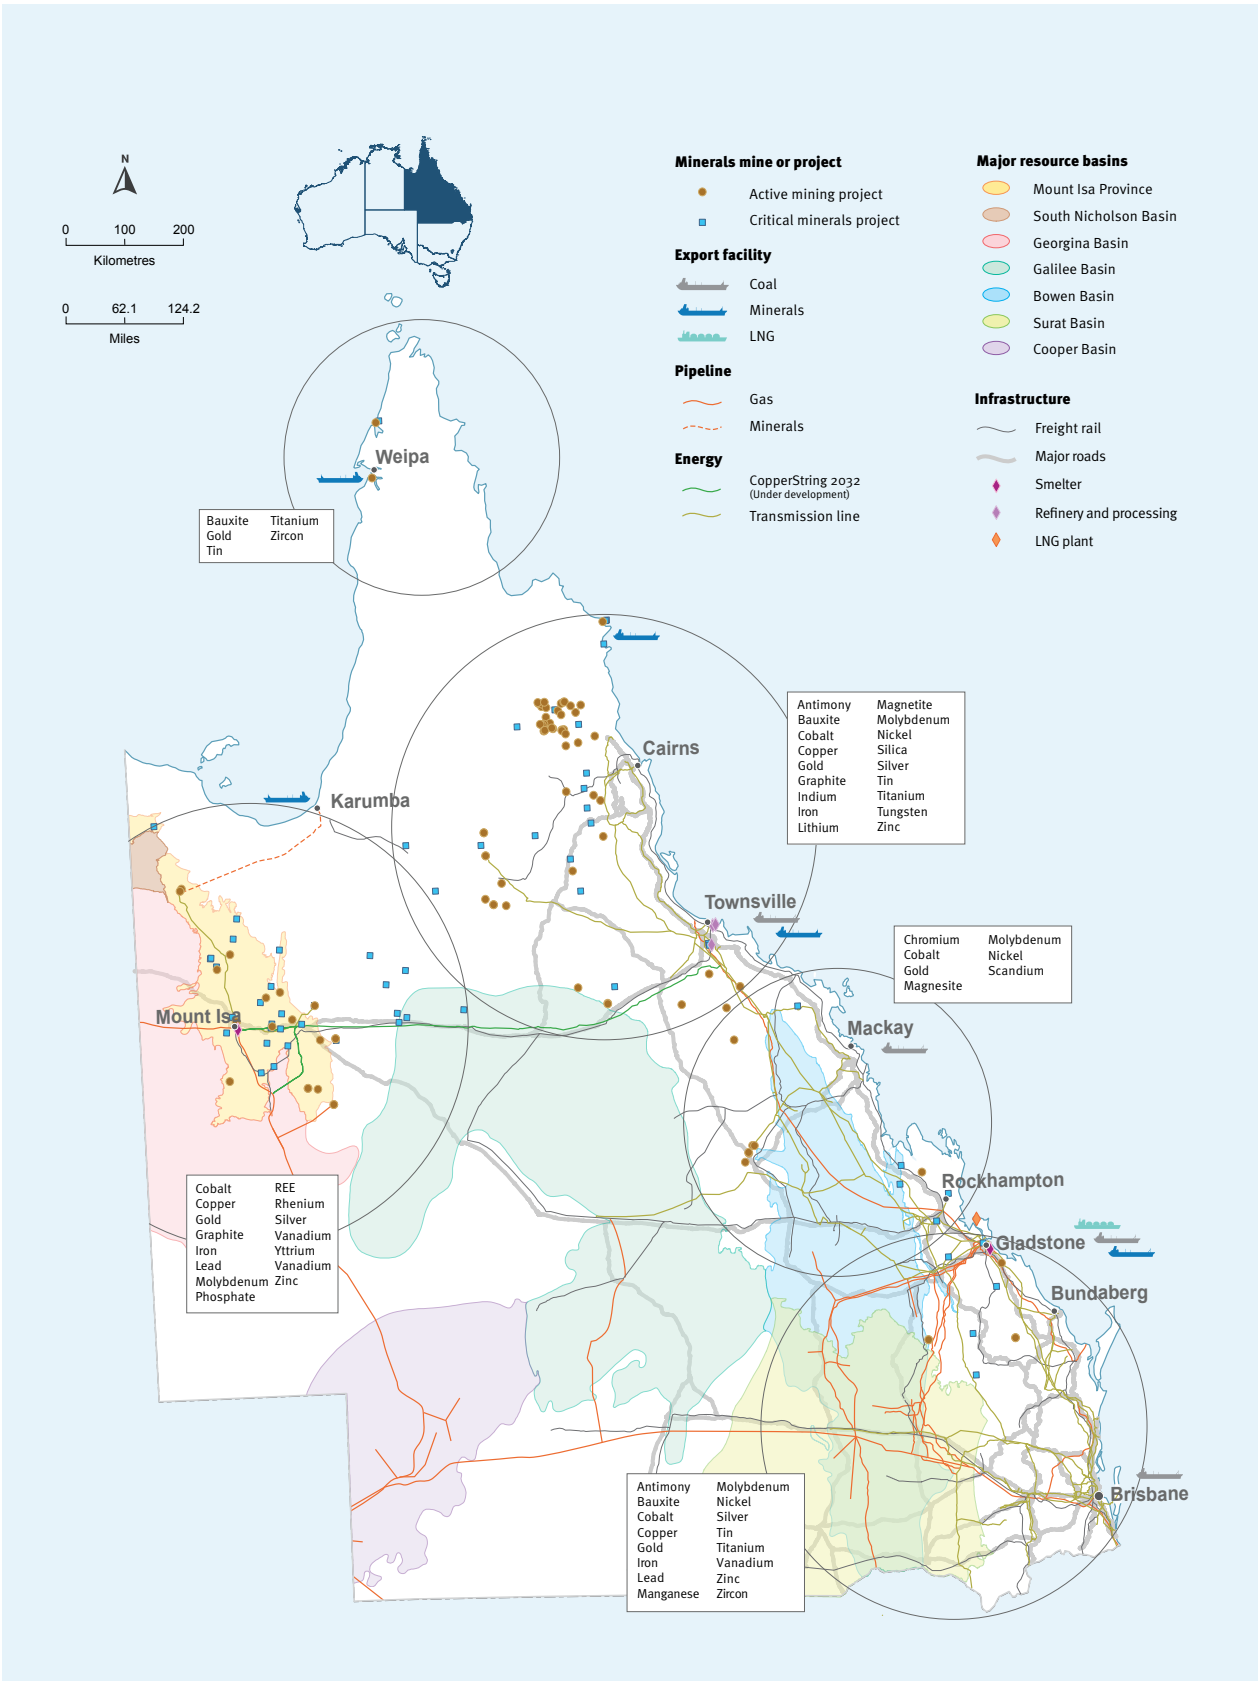 N
0 100 200
Kilometres
0 62.1 124.2
Miles
Minerals mine or project
Active mining project
Critical minerals project
Export facility
Coal
Minerals
LNG
Pipeline
Gas
Minerals
Energy
CopperString 2032
(Under development)
Transmission line
Major resource basins
Mount Isa Province
South Nicholson Basin
Georgina Basin
Galilee Basin
Bowen Basin
Surat Basin
Cooper Basin
Infrastructure
Freight rail
Major roads
Smelter
Refinery and processing
LNG plant
Weipa
Bauxite Titanium
Gold Zircon
Tin
Cairns
Karumba
Antimony Magnetite
Bauxite Molybdenum
Cobalt Nickel
Copper Silica
Gold Silver
Graphite Tin
Indium Titanium
Iron Tungsten
Lithium Zinc
Townsville
Chromium Molybdenum
Cobalt Nickel
Gold Scandium
Magnesite
Mount Isa
Mackay
Rockhampton
Cobalt REE
Copper Rhenium
Gold Silver
Graphite Vanadium
Iron Yttrium
Lead Vanadium
Molybdenum Zinc
Phosphate
Gladstone
Bundaberg
Antimony Molybdenum
Bauxite Nickel
Cobalt Silver
Copper Tin
Gold Titanium
Iron Vanadium
Lead Zinc
Manganese Zircon
Brisbane